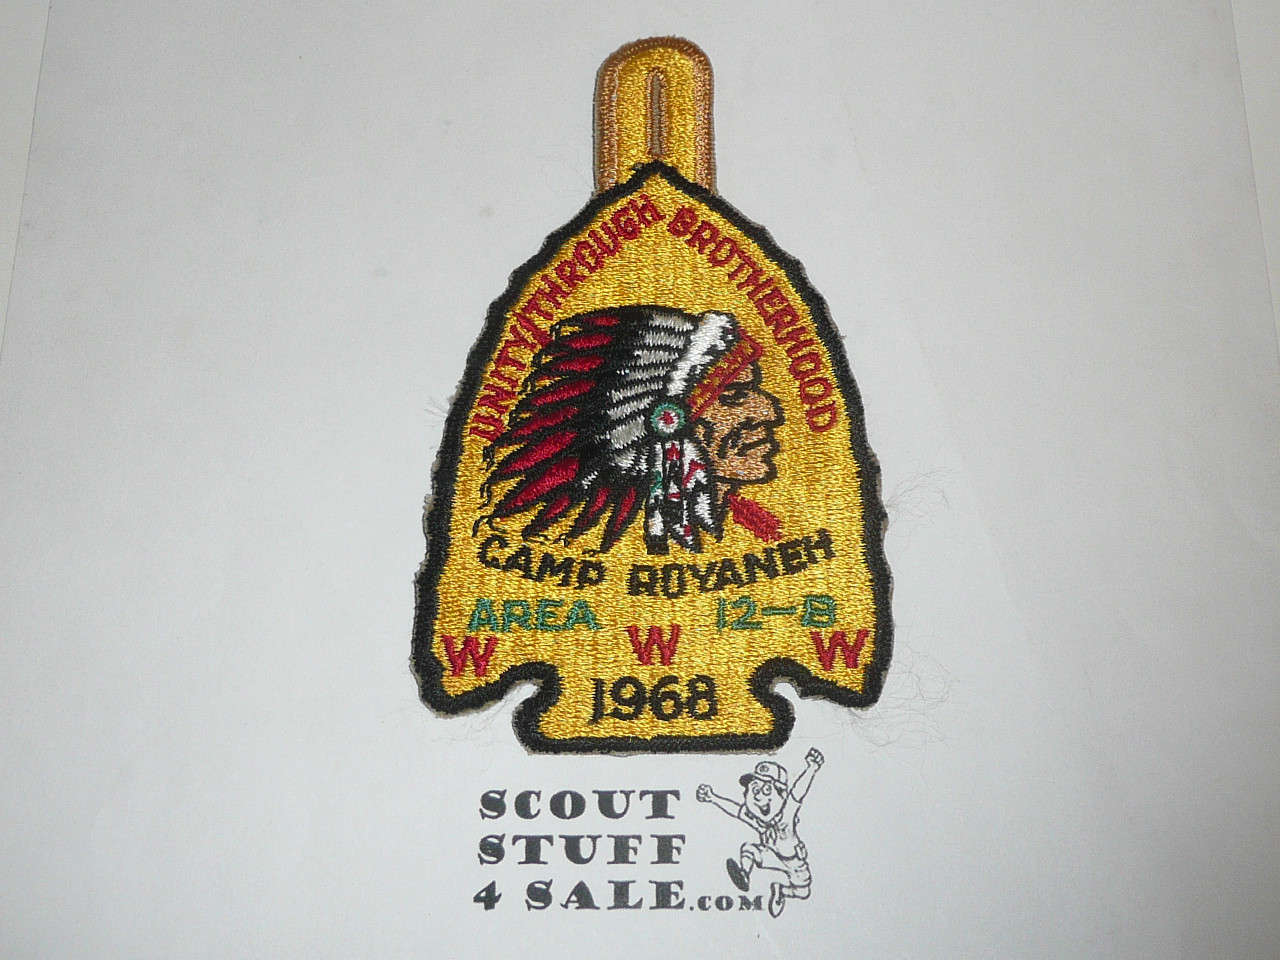 UNITY THROUGH BROTHERHOOD
CAMP ROYANEH
AREA 12-B
W W W
1968
SCOUT
STUFF
4 SALE.COM